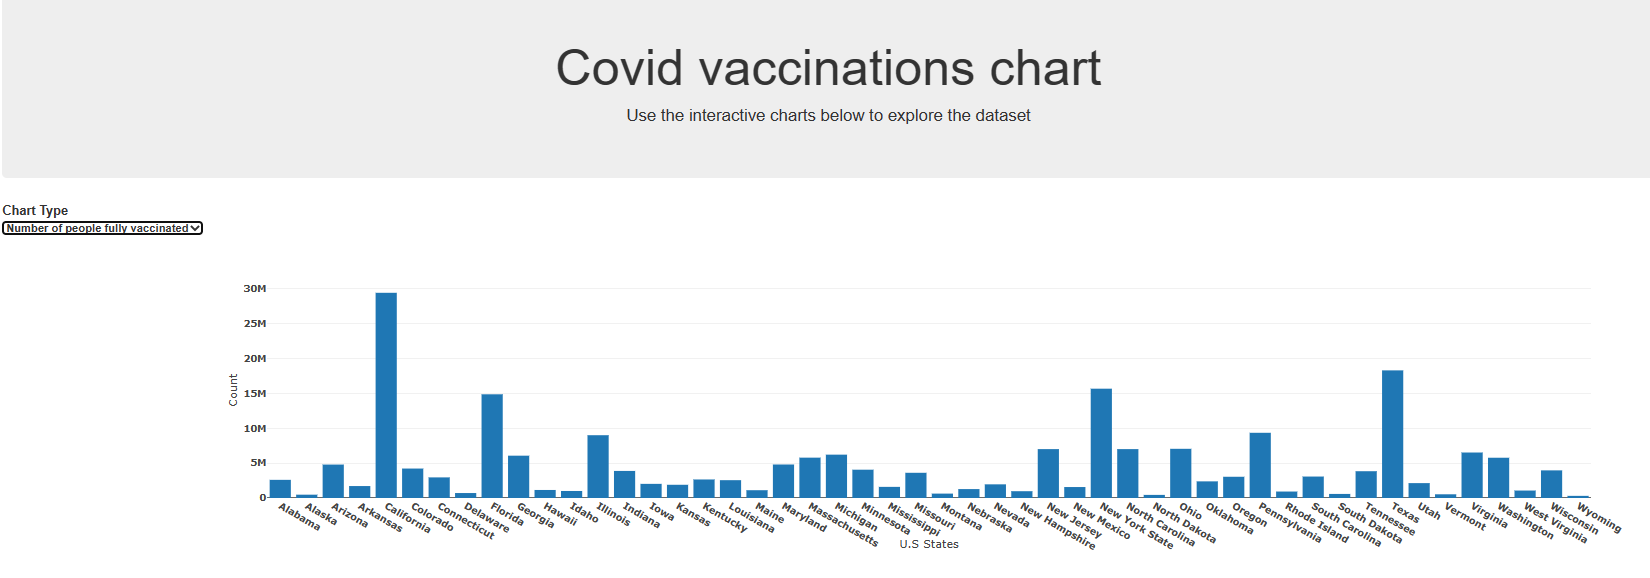 Covid vaccinations chart
Use the interactive charts below to explore the dataset
Chart Type
Number of people fully vaccinated
30M
25M
20M
15M
10M
5M
0
Count
Alabama
Alaska
Arizona
Arkansas
California
Colorado
Connecticut
Delaware
Florida
Georgia
Hawaii
Idaho
Illinois
Indiana
Iowa
Kansas
Kentucky
Louisiana
Maine
Maryland
Massachusetts
Michigan
Minnesota
Mississippi
Missouri
Montana
Nebraska
Nevada
New Hampshire
New Jersey
New Mexico
New York State
North Carolina
North Dakota
Ohio
Oklahoma
Oregon
Pennsylvania
Rhode Island
South Carolina
South Dakota
Tennessee
Texas
Utah
Vermont
Virginia
Washington
West Virginia
Wisconsin
Wyoming
U.S States